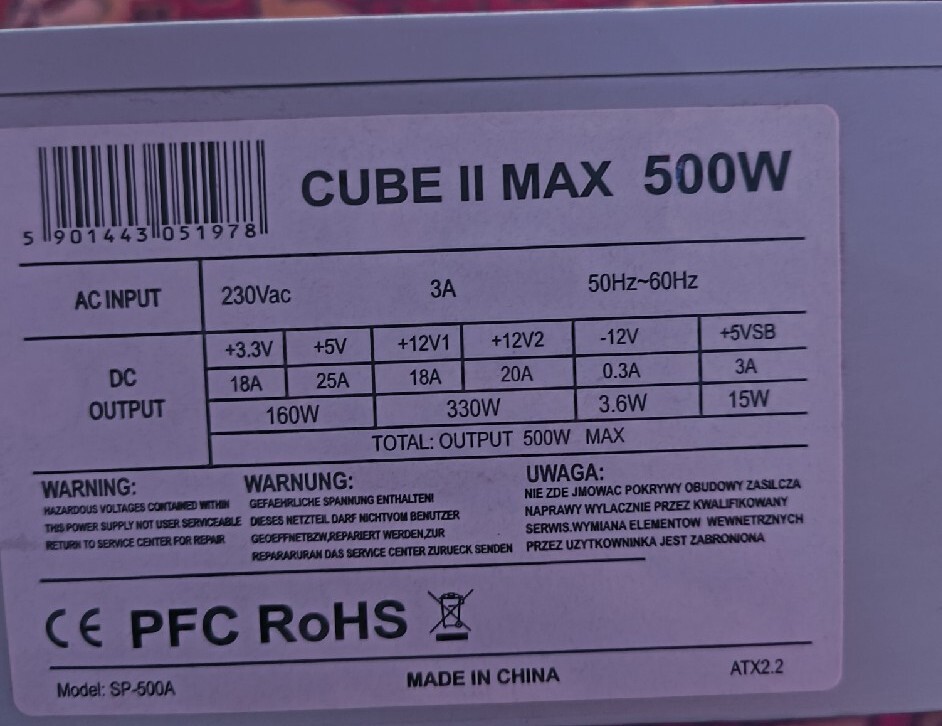 CUBE II MAX 500W
5 901443 051978
AC INPUT 230Vac 3A 50Hz~60Hz
DC OUTPUT
+3.3V +5V +12V1 +12V2 -12V +5VSB
18A 25A 18A 20A 0.3A 3A
160W 330W 3.6W 15W
TOTAL: OUTPUT 500W MAX
WARNING:
HAZARDOUS VOLTAGES CONTAINED WITHIN
THIS POWER SUPPLY NOT USER SERVICEABLE
RETURN TO SERVICE CENTER FOR REPAIR
WARNUNG:
GEFAEHRLICHE SPANNUNG ENTHALTEN!
DIESES NETZTEIL DARF NICHTVOM BENUTZER
GEOEFFNETBZW,REPARIERT WERDEN,ZUR
REPARARURAN DAS SERVICE CENTER ZURUECK SENDEN
UWAGA:
NIE ZDE JMOWAC POKRYWY OBUDOWY ZASILCZA
NAPRAWY WYLACZNIE PRZEZ KWALIFIKOWANY
SERWIS.WYMIANA ELEMENTOW WEWNETRZNYCH
PRZEZ UZYTKOWNINKA JEST ZABRONIONA
CE PFC RoHS
Model: SP-500A MADE IN CHINA ATX2.2